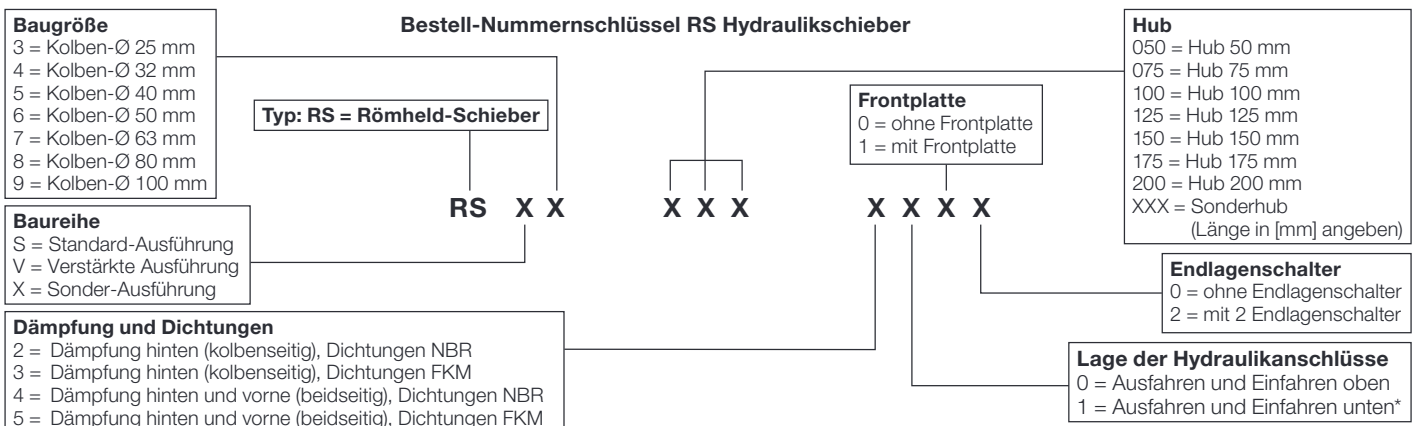 Bestell-Nummernschlüssel RS Hydraulikschieber
Baugröße
3 = Kolben-Ø 25 mm
4 = Kolben-Ø 32 mm
5 = Kolben-Ø 40 mm
6 = Kolben-Ø 50 mm
7 = Kolben-Ø 63 mm
8 = Kolben-Ø 80 mm
9 = Kolben-Ø 100 mm
Typ: RS = Römheld-Schieber
Frontplatte
0 = ohne Frontplatte
1 = mit Frontplatte
Hub
050 = Hub 50 mm
075 = Hub 75 mm
100 = Hub 100 mm
125 = Hub 125 mm
150 = Hub 150 mm
175 = Hub 175 mm
200 = Hub 200 mm
XXX = Sonderhub
(Länge in [mm] angeben)
RS X X X X X X X X X
Baureihe
S = Standard-Ausführung
V = Verstärkte Ausführung
X = Sonder-Ausführung
Endlagenschalter
0 = ohne Endlagenschalter
2 = mit 2 Endlagenschalter
Dämpfung und Dichtungen
2 = Dämpfung hinten (kolbenseitig), Dichtungen NBR
3 = Dämpfung hinten (kolbenseitig), Dichtungen FKM
4 = Dämpfung hinten und vorne (beidseitig), Dichtungen NBR
5 = Dämpfung hinten und vorne (beidseitig), Dichtungen FKM
Lage der Hydraulikanschlüsse
0 = Ausfahren und Einfahren oben
1 = Ausfahren und Einfahren unten*